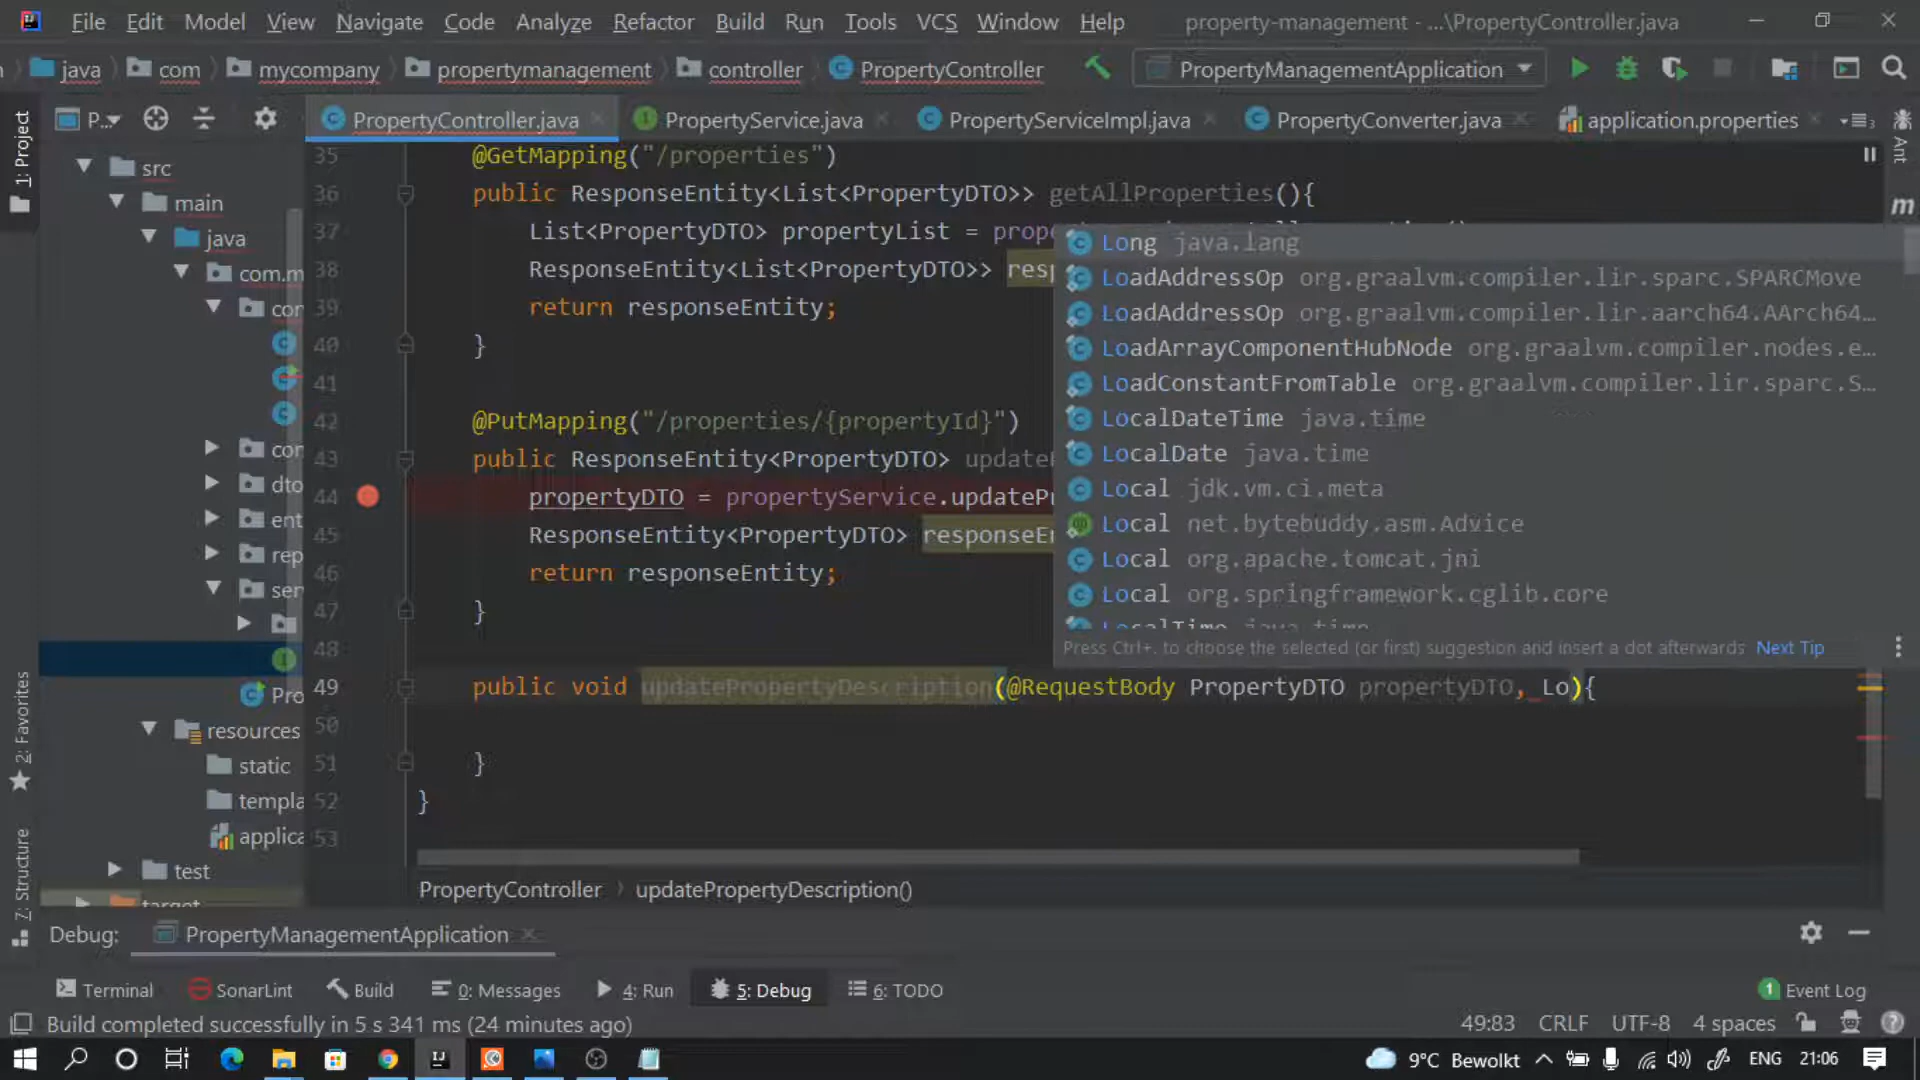 File Edit Model View Navigate Code Analyze Refactor Build Run Tools VCS Window Help property-management - ...\PropertyController.java
java com mycompany propertymanagement controller PropertyController PropertyManagementApplication
1: Project
P...
PropertyController.java PropertyService.java PropertyServiceImpl.java PropertyConverter.java application.properties
Ant
src
main
java
com.m
con
con
dto
ent
rep
ser
Pro
resources
static
templa
applica
test
target
35 @GetMapping("/properties")
36 public ResponseEntity<List<PropertyDTO>> getAllProperties(){
37 List<PropertyDTO> propertyList = prope
38 ResponseEntity<List<PropertyDTO>> resp
39 return responseEntity;
40 }
41
42 @PutMapping("/properties/{propertyId}")
43 public ResponseEntity<PropertyDTO> updateP
44 propertyDTO = propertyService.updatePr
45 ResponseEntity<PropertyDTO> responseEn
46 return responseEntity;
47 }
48
49 public void updatePropertyDescription(@RequestBody PropertyDTO propertyDTO, Lo){
50
51 }
52 }
53
Long java.lang
LoadAddressOp org.graalvm.compiler.lir.sparc.SPARCMove
LoadAddressOp org.graalvm.compiler.lir.aarch64.AArch64...
LoadArrayComponentHubNode org.graalvm.compiler.nodes.e...
LoadConstantFromTable org.graalvm.compiler.lir.sparc.S...
LocalDateTime java.time
LocalDate java.time
Local jdk.vm.ci.meta
Local net.bytebuddy.asm.Advice
Local org.apache.tomcat.jni
Local org.springframework.cglib.core
LocalTime java.time
Press Ctrl+. to choose the selected (or first) suggestion and insert a dot afterwards Next Tip
2: Favorites
7: Structure
PropertyController updatePropertyDescription()
Debug: PropertyManagementApplication
Terminal SonarLint Build 0: Messages 4: Run 5: Debug 6: TODO 1 Event Log
Build completed successfully in 5 s 341 ms (24 minutes ago) 49:83 CRLF UTF-8 4 spaces
9°C Bewolkt ENG 21:06